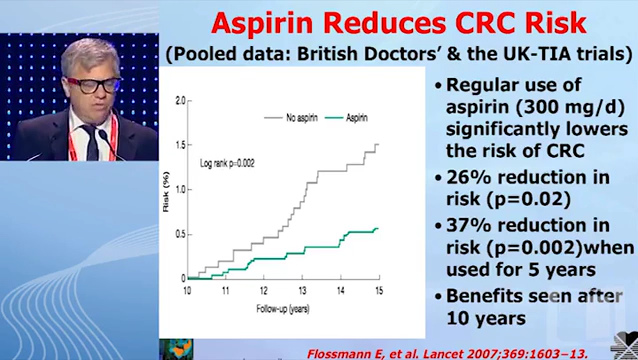 Aspirin Reduces CRC Risk
(Pooled data: British Doctors' & the UK-TIA trials)
2.0
No aspirin
Aspirin
Log rank p=0.002
1.5
1.0
0.5
0
Risk (%)
10
11
12
13
14
15
Follow-up (years)
• Regular use of
aspirin (300 mg/d)
significantly lowers
the risk of CRC
• 26% reduction in
risk (p=0.02)
• 37% reduction in
risk (p=0.002)when
used for 5 years
• Benefits seen after
10 years
Flossmann E, et al. Lancet 2007;369:1603–13.